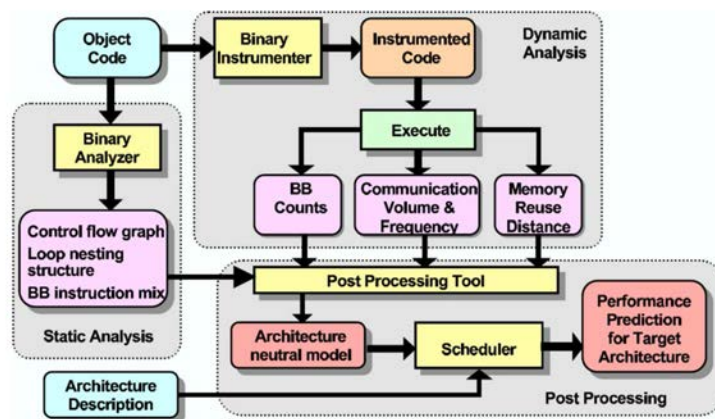 Object
Code
Binary
Instrumenter
Instrumented
Code
Dynamic
Analysis
Execute
Binary
Analyzer
BB
Counts
Communication
Volume &
Frequency
Memory
Reuse
Distance
Control flow graph
Loop nesting
structure
BB instruction mix
Post Processing Tool
Static Analysis
Architecture
neutral model
Scheduler
Performance
Prediction
for Target
Architecture
Architecture
Description
Post Processing